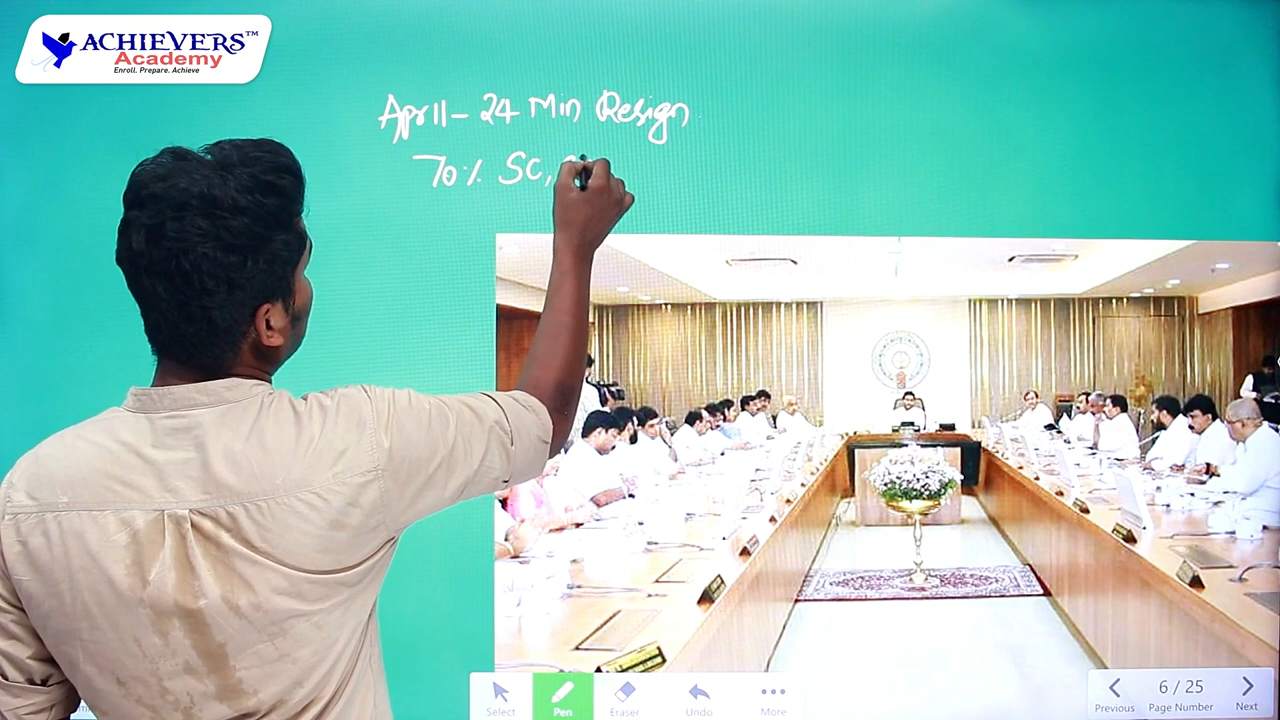 ACHIEVERS™
Academy
Enroll. Prepare. Achieve
April - 24 Min Resign
70% SC,
Select
Pen
Eraser
Undo
More
Previous
6 / 25
Page Number
Next